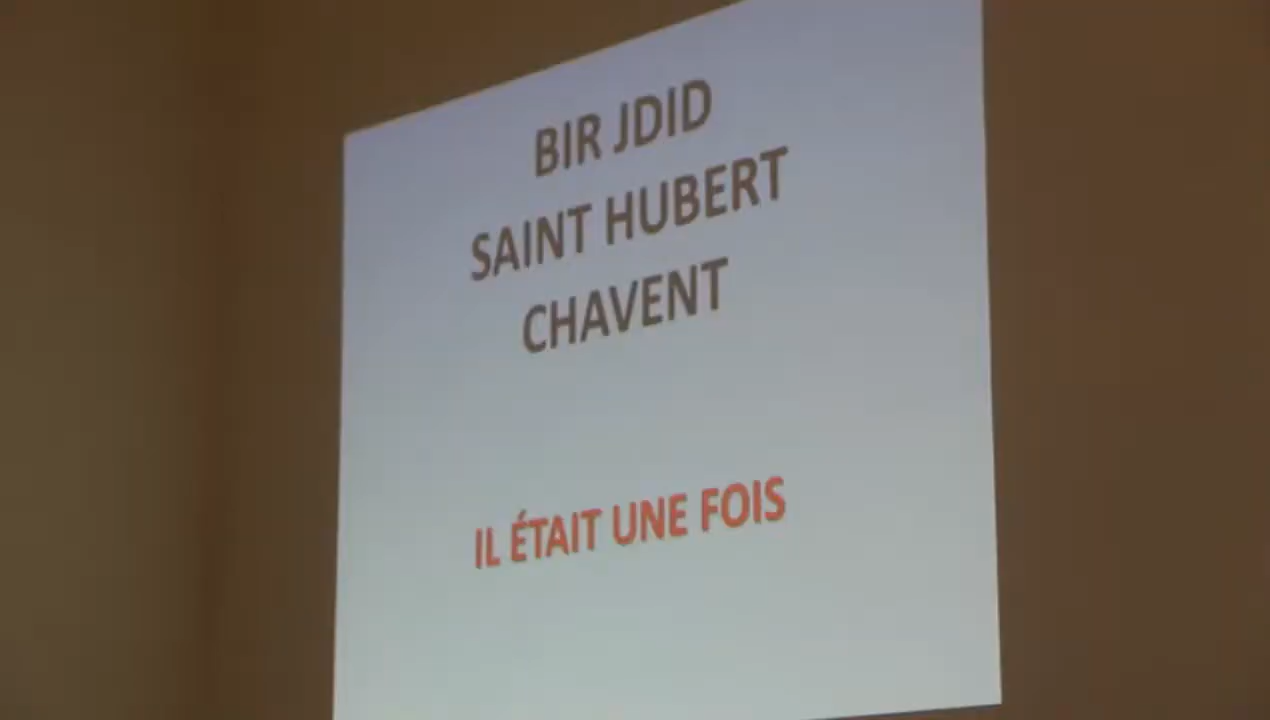 BIR JDID
SAINT HUBERT
CHAVENT
IL ÉTAIT UNE FOIS